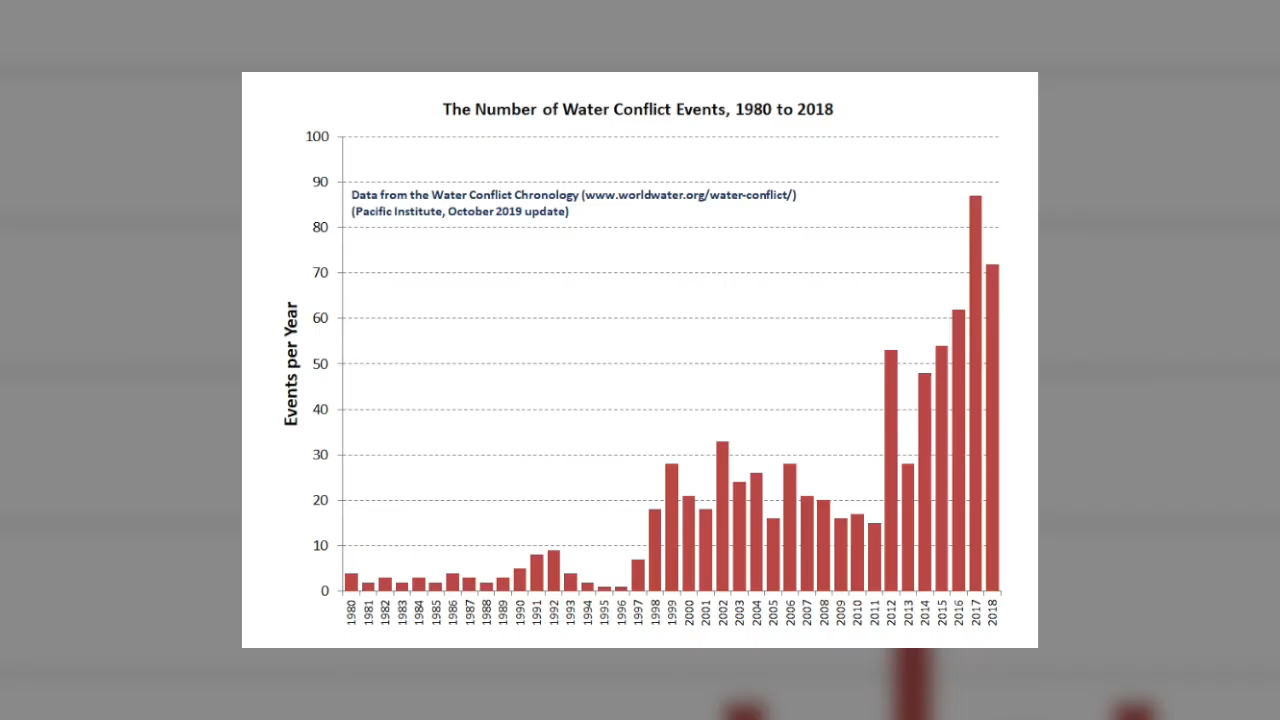 The Number of Water Conflict Events, 1980 to 2018
100
90
Data from the Water Conflict Chronology (www.worldwater.org/water-conflict/)
(Pacific Institute, October 2019 update)
80
70
60
50
40
30
20
10
0
Events per Year
1980 1981 1982 1983 1984 1985 1986 1987 1988 1989 1990 1991 1992 1993 1994 1995 1996 1997 1998 1999 2000 2001 2002 2003 2004 2005 2006 2007 2008 2009 2010 2011 2012 2013 2014 2015 2016 2017 2018